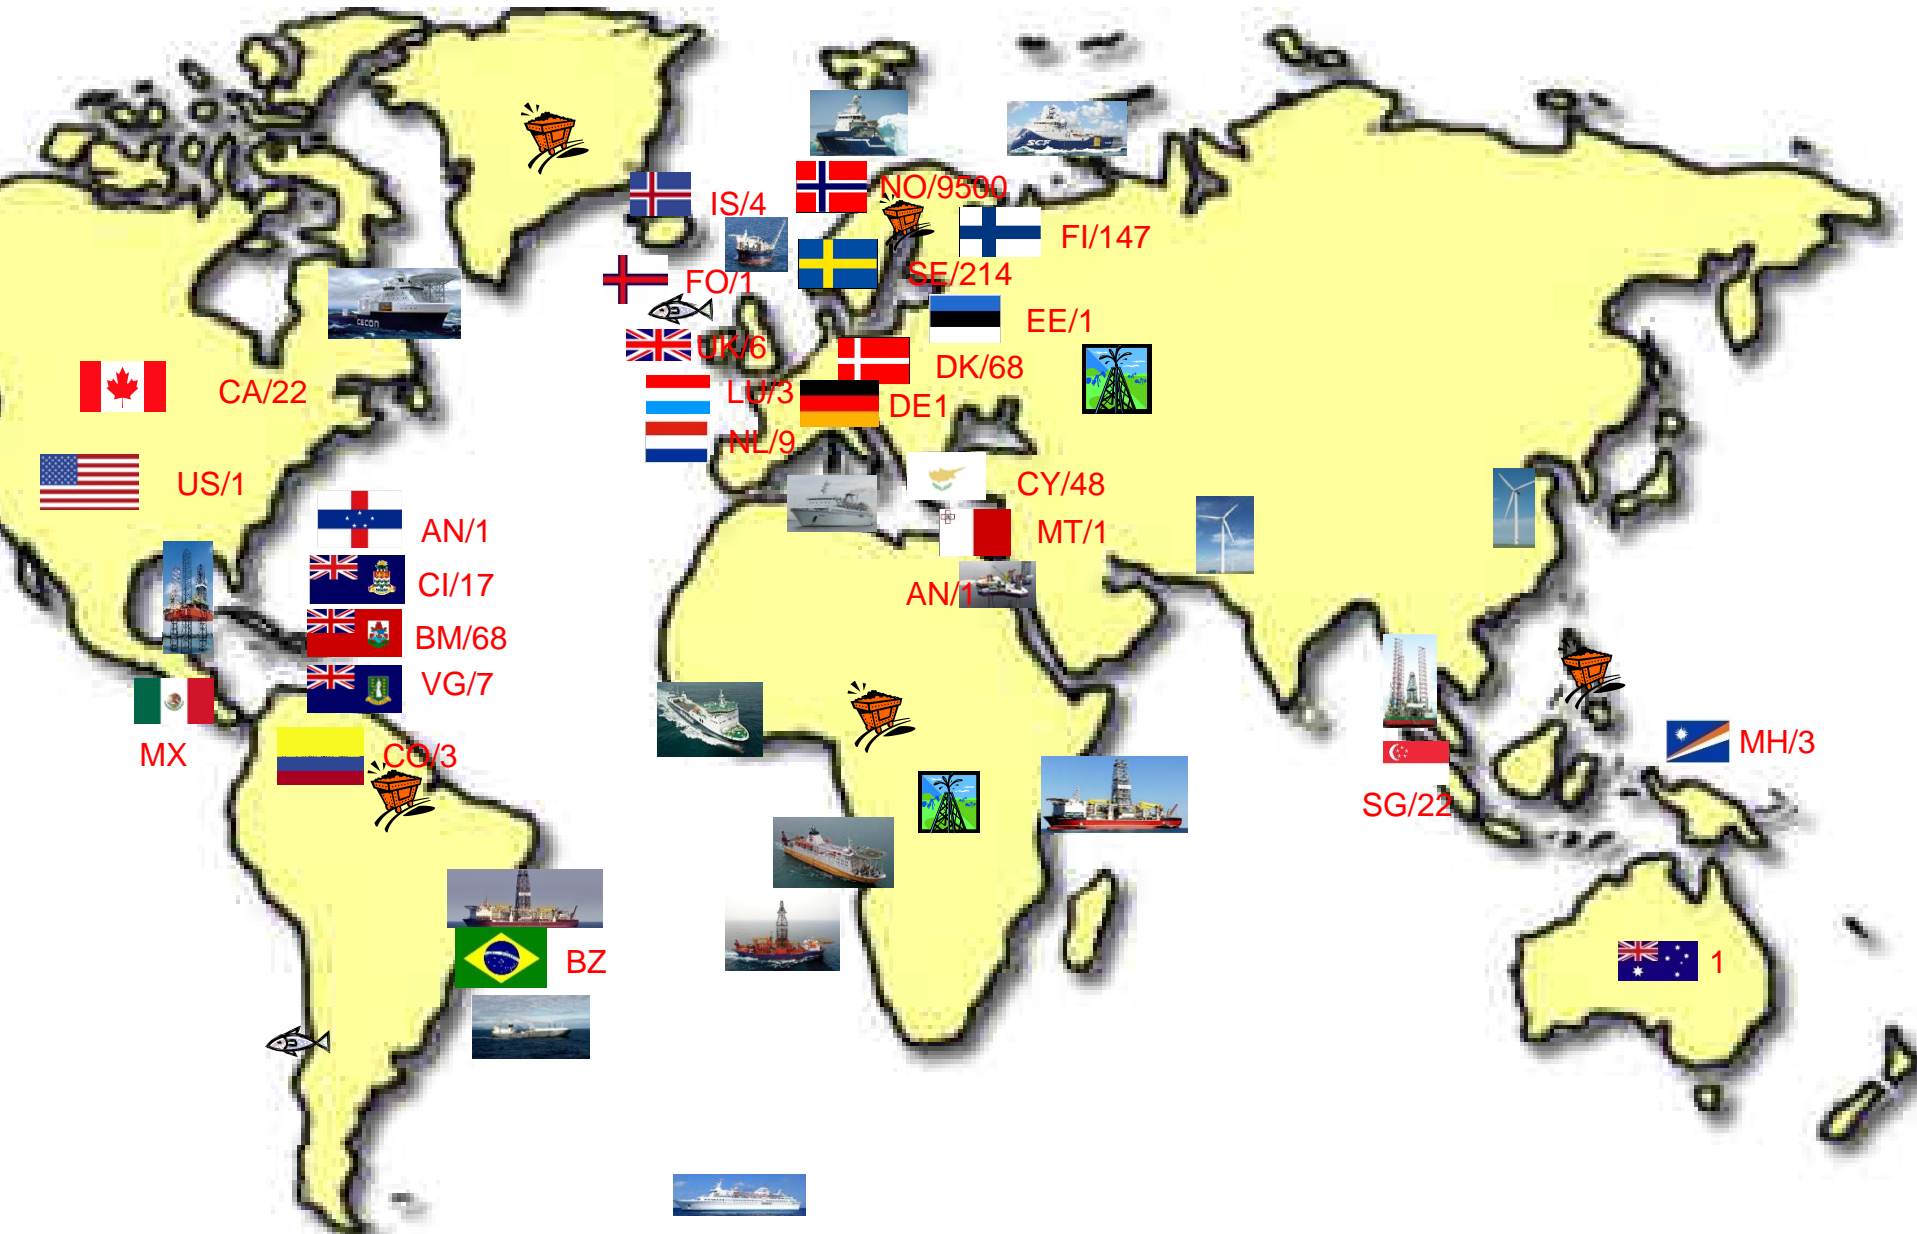 NO/9500
IS/4
FI/147
FO/1
SE/214
EE/1
UK/6
DK/68
CA/22
LU/3
DE1
NL/9
US/1
CY/48
AN/1
MT/1
CI/17
AN/1
BM/68
VG/7
MX
CO/3
MH/3
SG/22
BZ
1
SCF
CECON